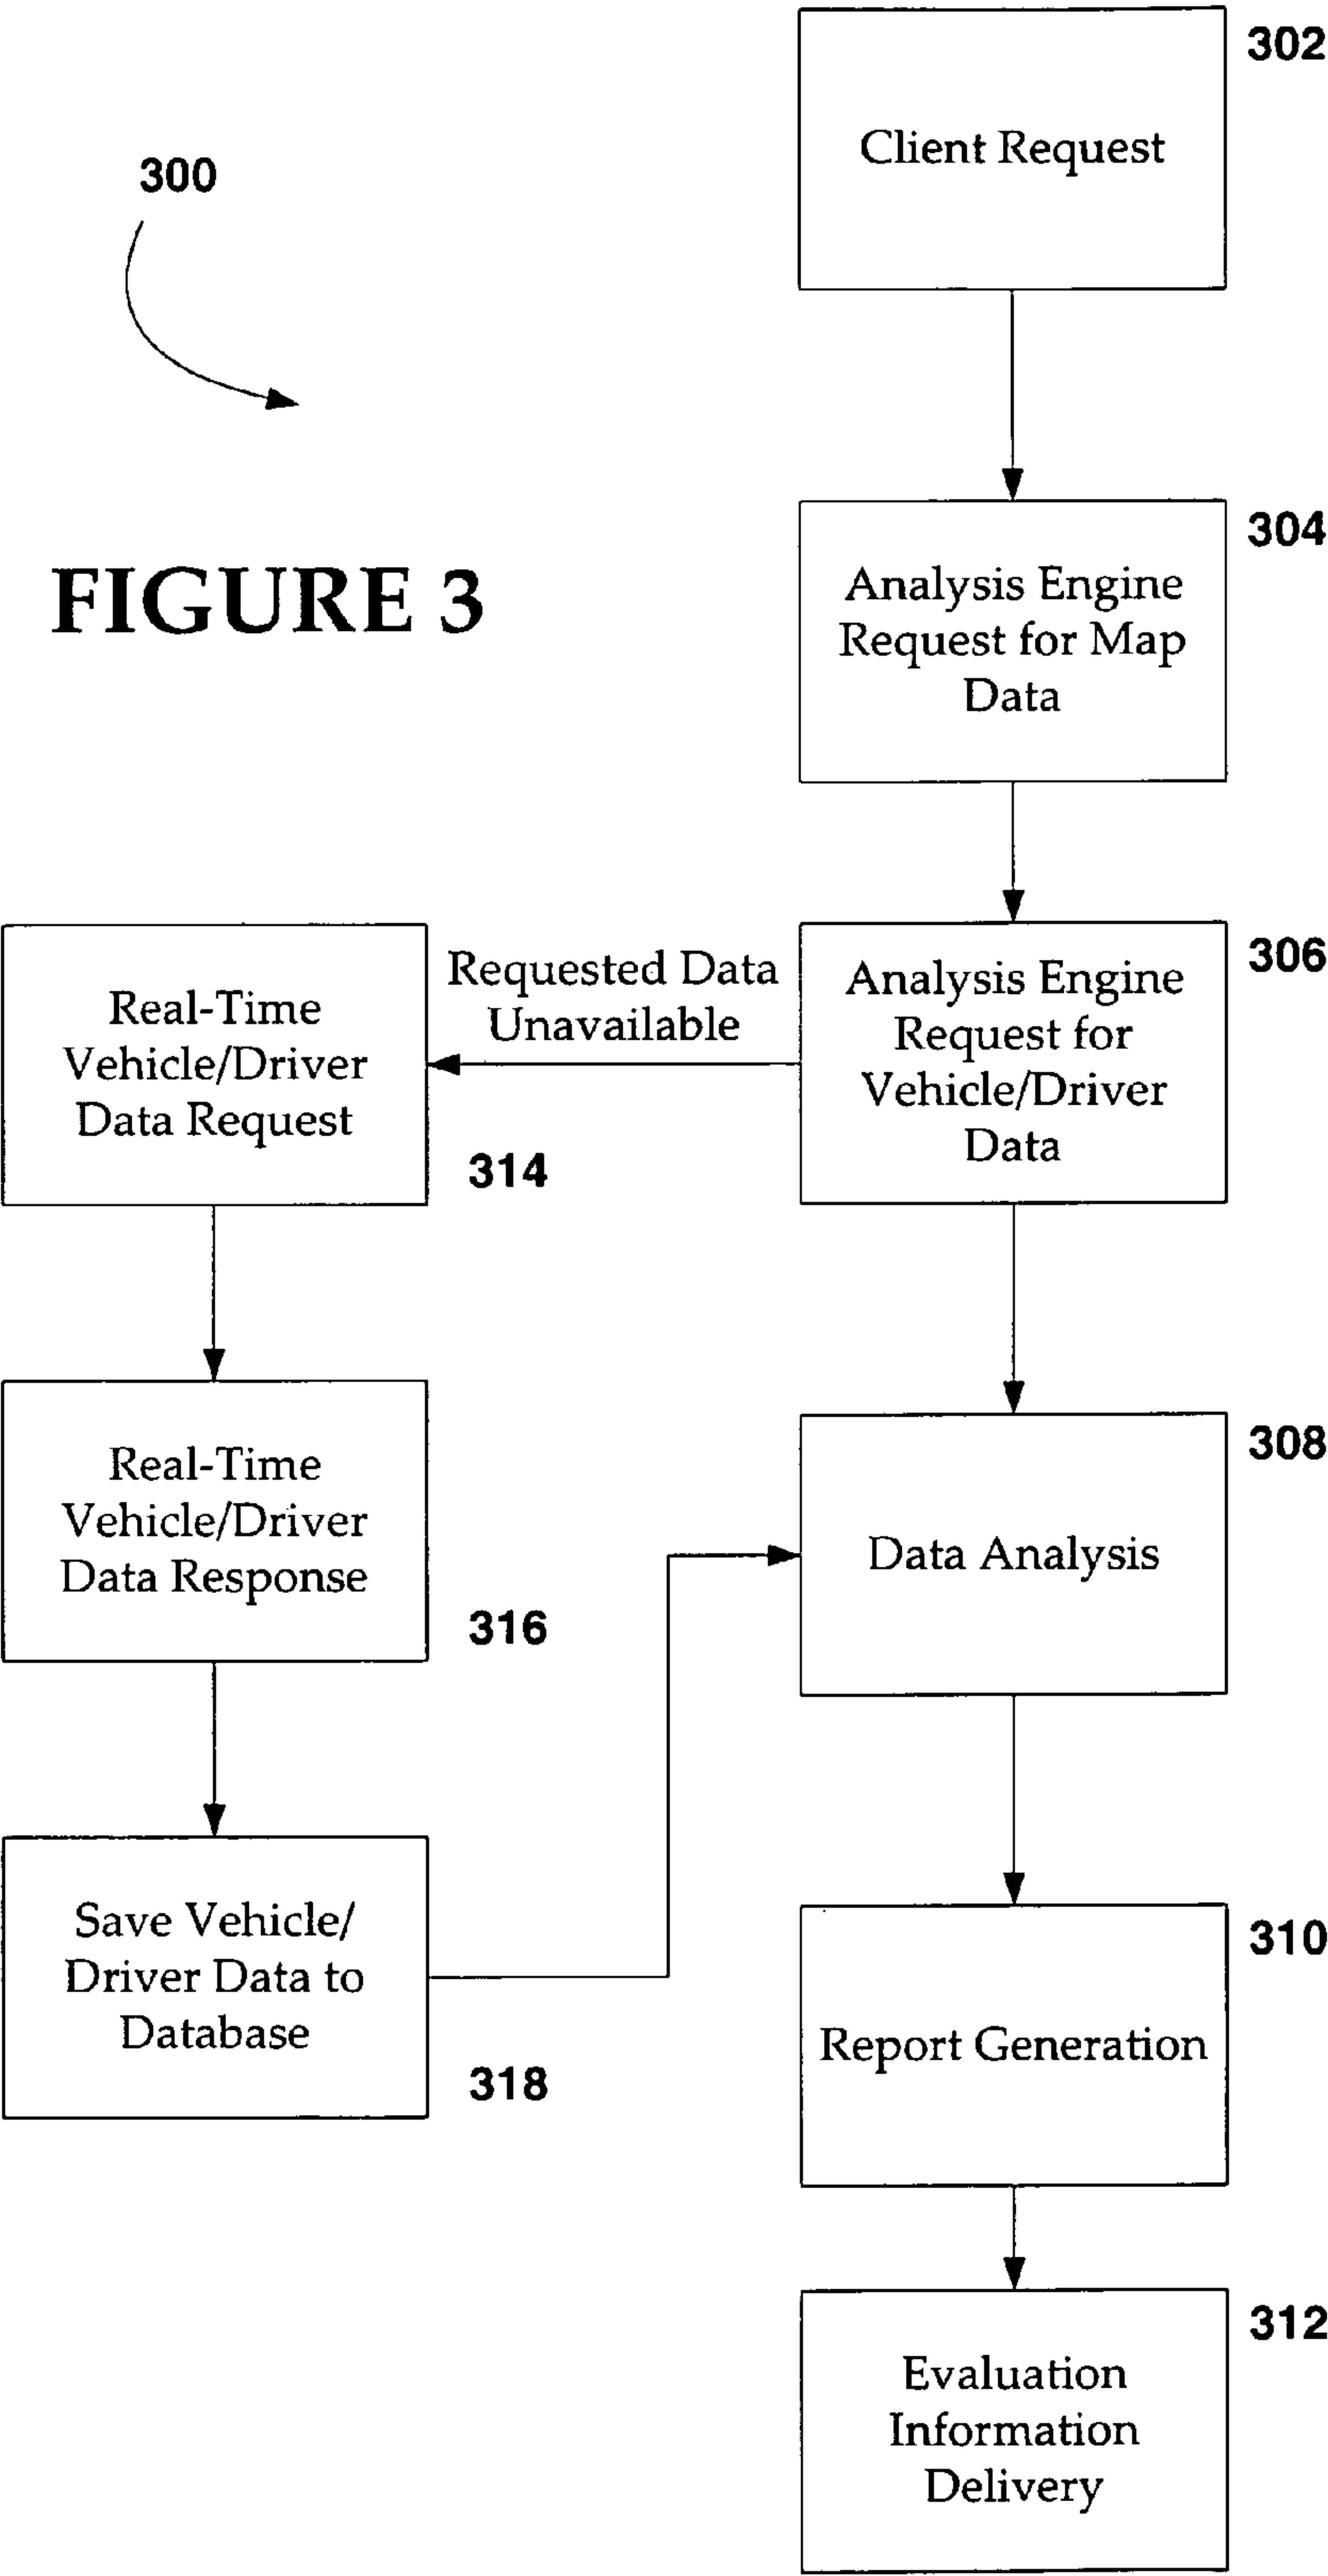 302
Client Request
300
304
Analysis Engine
Request for Map
Data
FIGURE 3
306
Analysis Engine
Request for
Vehicle/Driver
Data
Requested Data
Unavailable
Real-Time
Vehicle/Driver
Data Request
314
Real-Time
Vehicle/Driver
Data Response
316
308
Data Analysis
Save Vehicle/
Driver Data to
Database
318
310
Report Generation
312
Evaluation
Information
Delivery